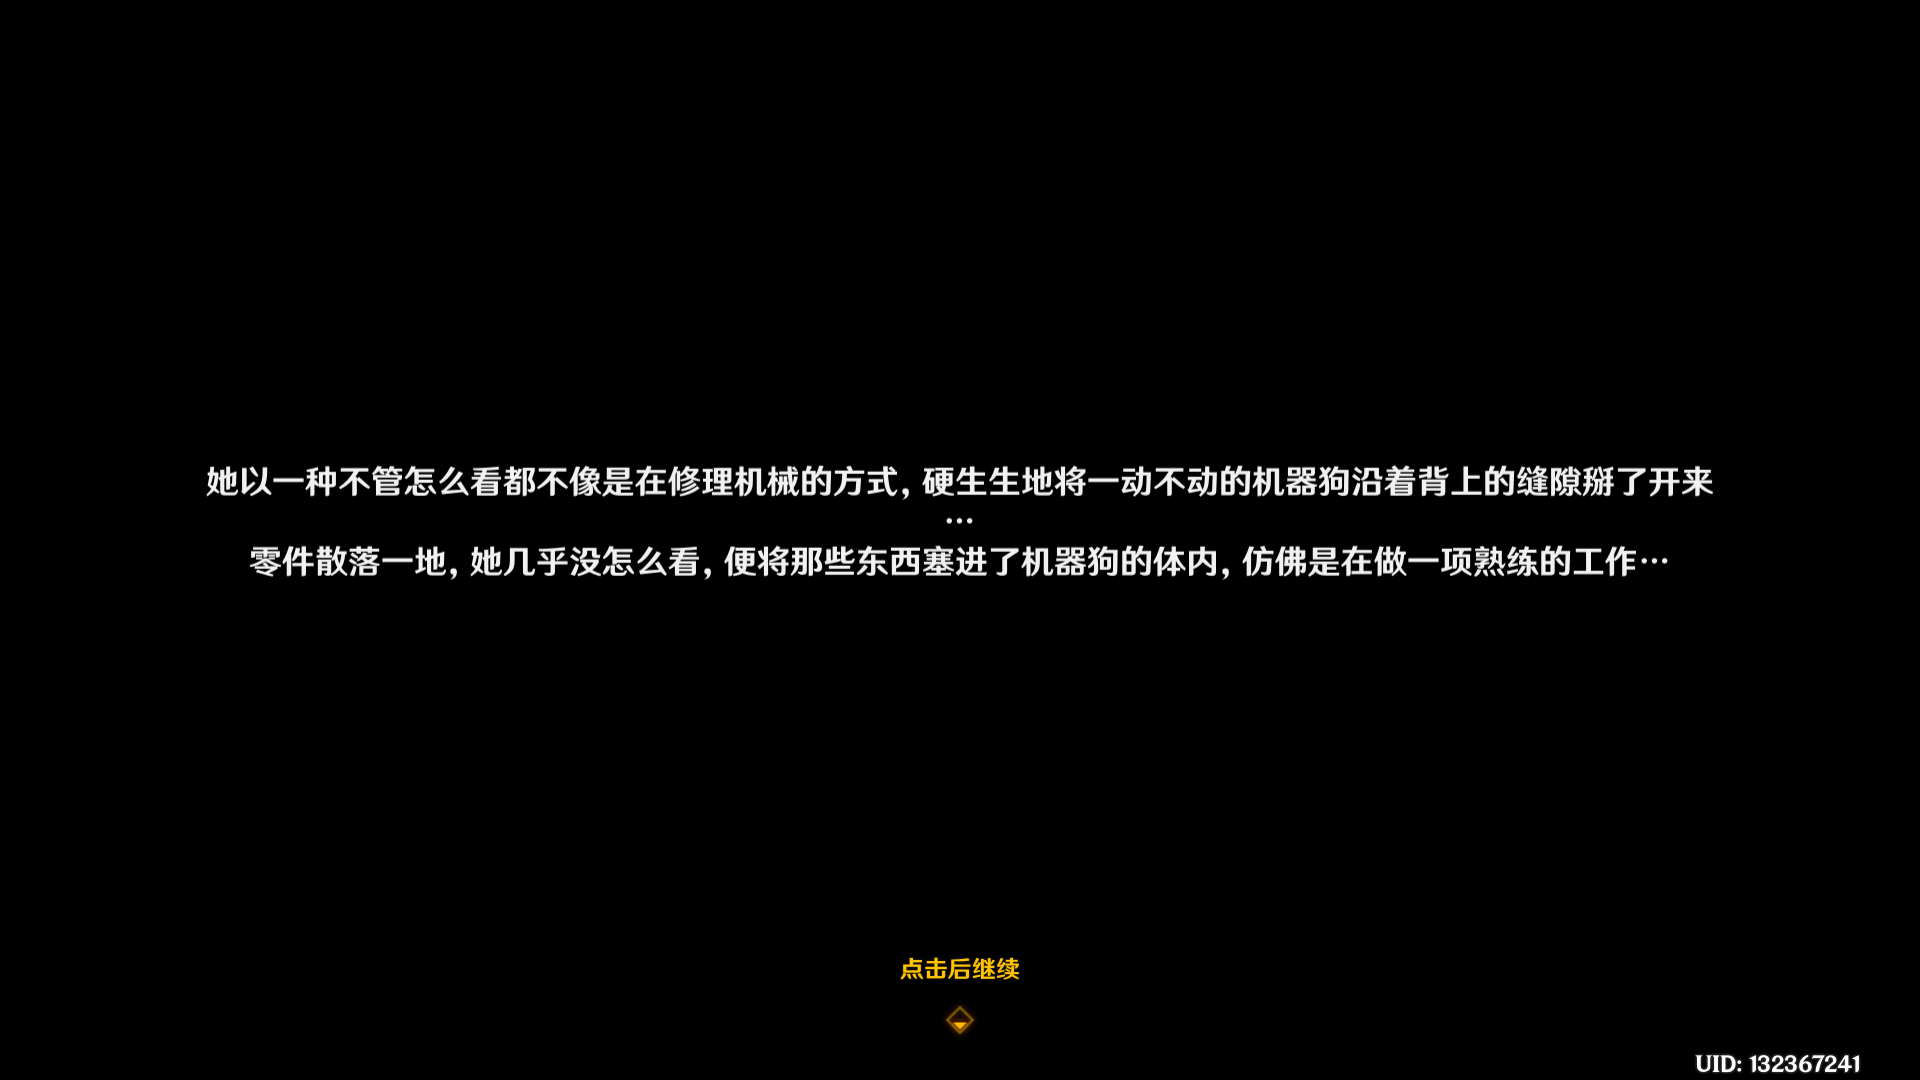 她以一种不管怎么看都不像是在修理机械的方式，硬生生地将一动不动的机器狗沿着背上的缝隙掰了开来
…
零件散落一地，她几乎没怎么看，便将那些东西塞进了机器狗的体内，仿佛是在做一项熟练的工作…
点击后继续
UID: 132367241